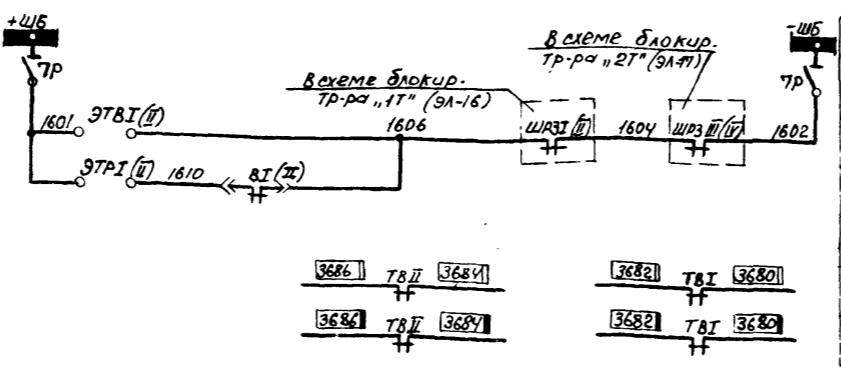 +ШБ
-ШБ
7Р
7Р
В схеме блокир.
тр-ра „1Т" (ЭЛ-16)
В схеме блокир.
тр-ра „2Т" (ЭЛ-17)
1601
ЭТВI(II)
1606
ШРЗI(II)
1604
ШРЗIII(IV)
1602
ЭТРI(II)
1610
ВI(II)
3686
ТВII
3684
3682
ТВI
3680
3686
ТВII
3684
3682
ТВI
3680